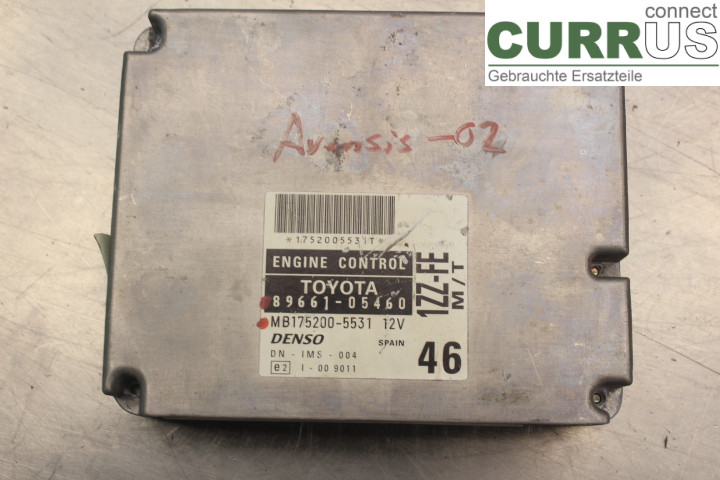 connect
CURRUS
Gebrauchte Ersatzteile
Avensis -02
*1752005531T*
ENGINE CONTROL
TOYOTA
89661-05460
MB175200-5531 12V
DENSO SPAIN
DN - IMS - 004
e2 I - 00 9011
1ZZ-FE
M/T
46